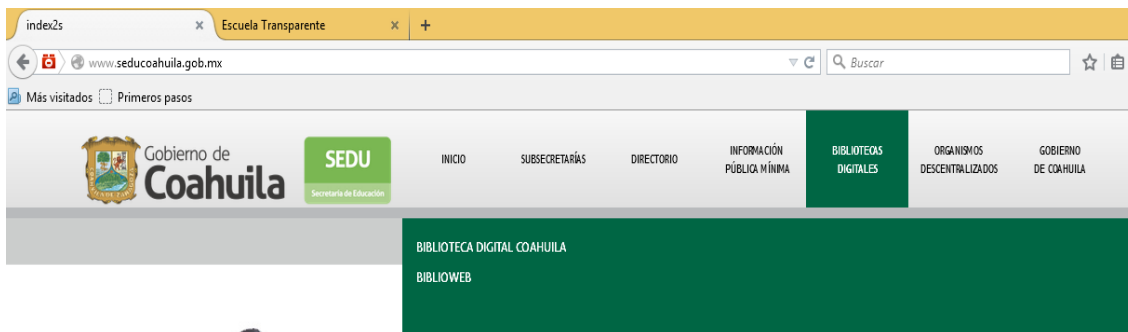 index2s
Escuela Transparente
www.seducoahuila.gob.mx
Buscar
Más visitados
Primeros pasos
Gobierno de
Coahuila
SEDU
Secretaría de Educación
INICIO
SUBSECRETARÍAS
DIRECTORIO
INFORMACIÓN
PÚBLICA MÍNIMA
BIBLIOTECAS
DIGITALES
ORGANISMOS
DESCENTRALIZADOS
GOBIERNO
DE COAHUILA
BIBLIOTECA DIGITAL COAHUILA
BIBLIOWEB